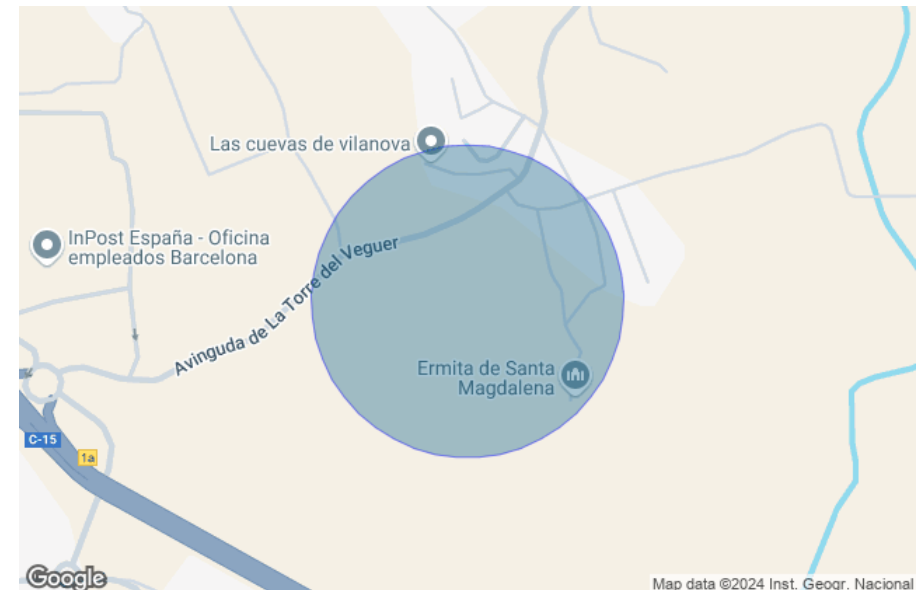 Las cuevas de vilanova
InPost España - Oficina
empleados Barcelona
Avinguda de La Torre del Veguer
Ermita de Santa
Magdalena
C-15
1a
Google
Map data ©2024 Inst. Geogr. Nacional